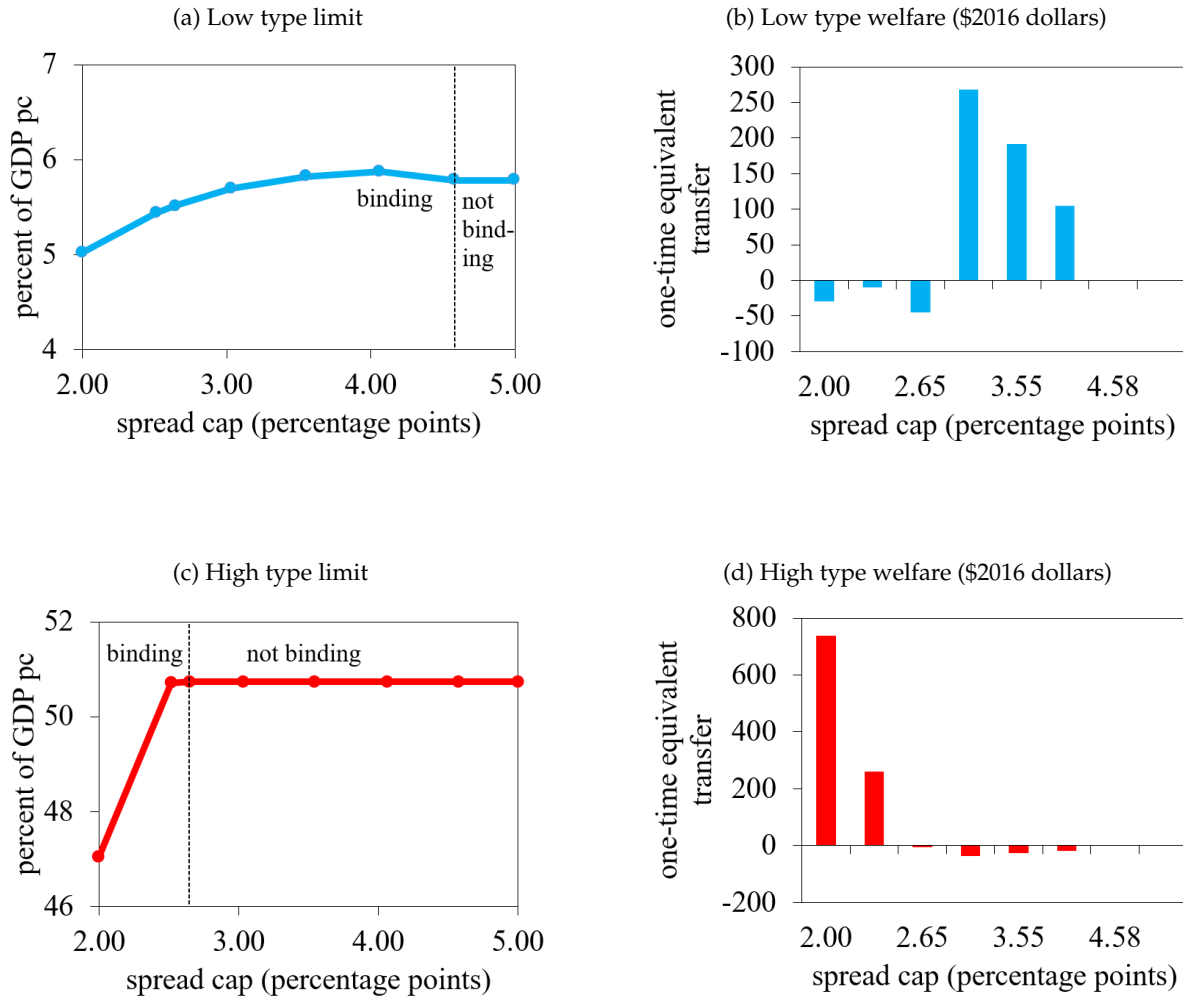 (a) Low type limit
percent of GDP pc
7
6
5
4
binding
not
bind-
ing
2.00 3.00 4.00 5.00
spread cap (percentage points)
(b) Low type welfare ($2016 dollars)
one-time equivalent
transfer
300
250
200
150
100
50
0
-50
-100
2.00 2.65 3.55 4.58
spread cap (percentage points)
(c) High type limit
percent of GDP pc
52
50
48
46
binding not binding
2.00 3.00 4.00 5.00
spread cap (percentage points)
(d) High type welfare ($2016 dollars)
one-time equivalent
transfer
800
600
400
200
0
-200
2.00 2.65 3.55 4.58
spread cap (percentage points)